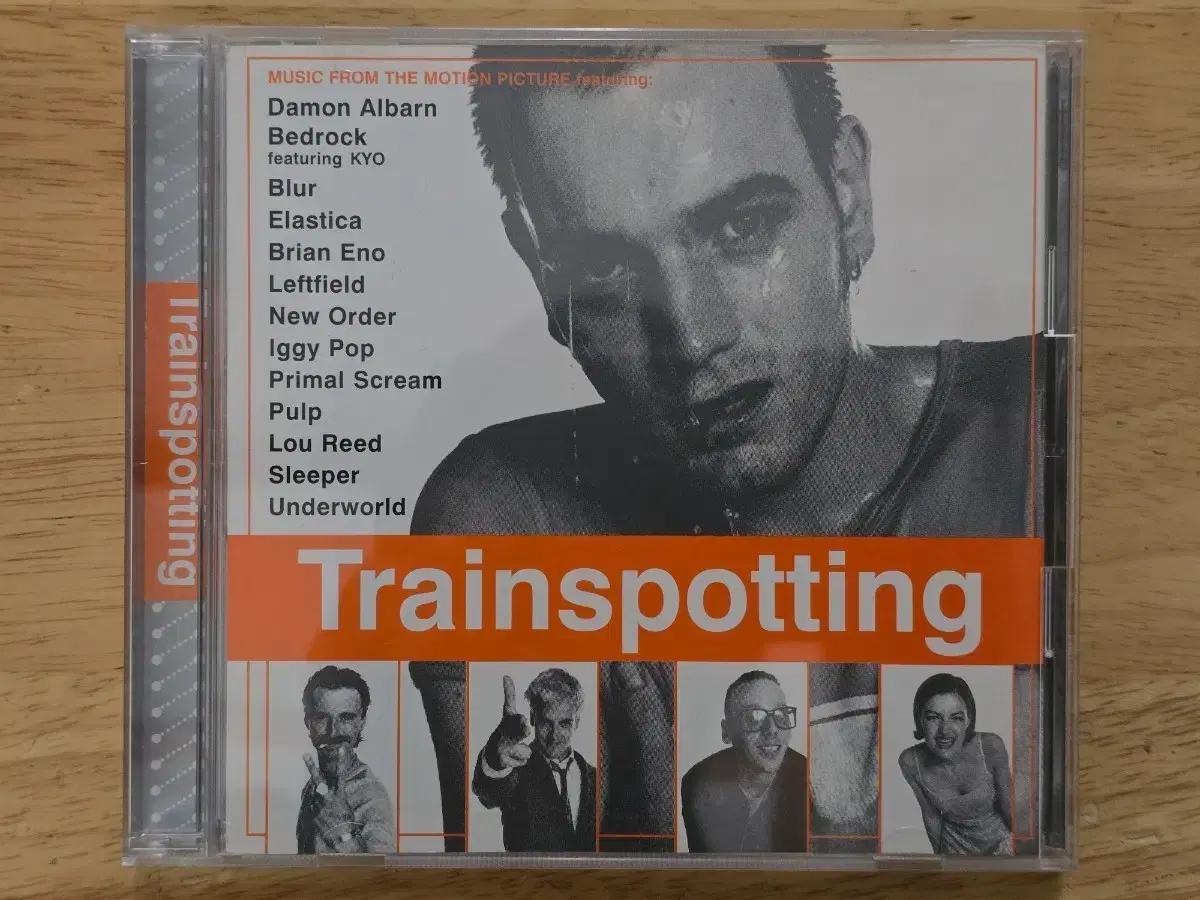 MUSIC FROM THE MOTION PICTURE featuring:
Damon Albarn
Bedrock
featuring KYO
Blur
Elastica
Brian Eno
Leftfield
New Order
Iggy Pop
Primal Scream
Pulp
Lou Reed
Sleeper
Underworld
Trainspotting
Trainspotting